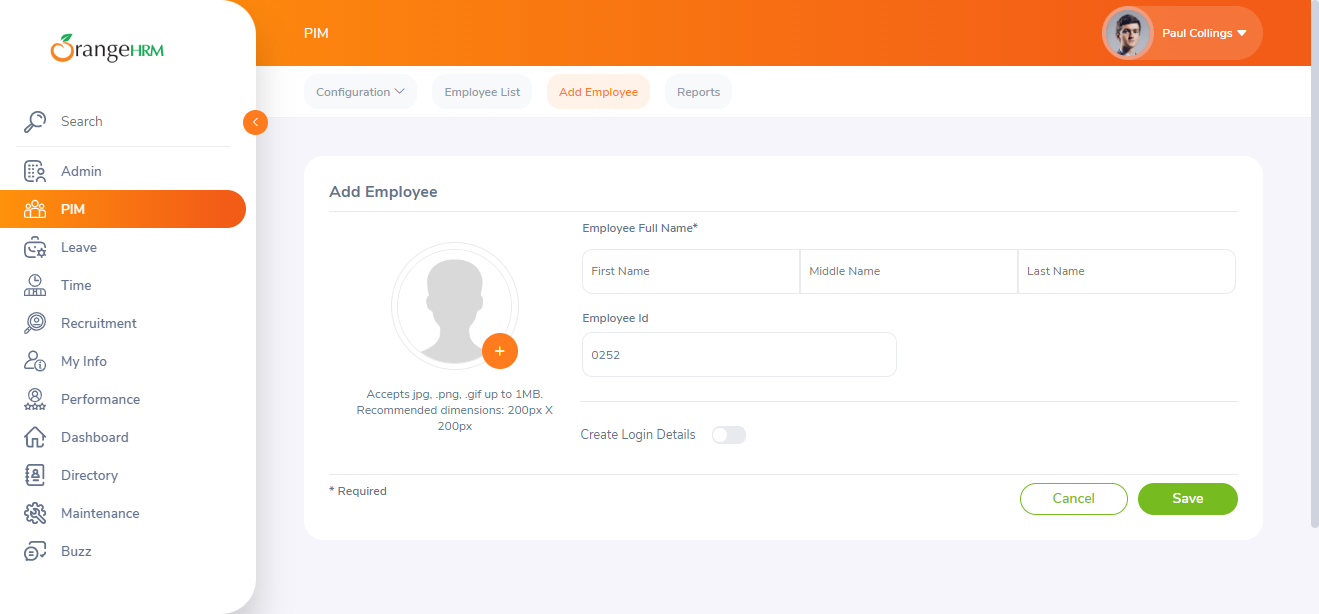 OrangeHRM
Search
Admin
PIM
Leave
Time
Recruitment
My Info
Performance
Dashboard
Directory
Maintenance
Buzz
PIM
Paul Collings
Configuration
Employee List
Add Employee
Reports
Add Employee
Accepts jpg, .png, .gif up to 1MB.
Recommended dimensions: 200px X
200px
Employee Full Name*
First Name
Middle Name
Last Name
Employee Id
0252
Create Login Details
* Required
Cancel
Save